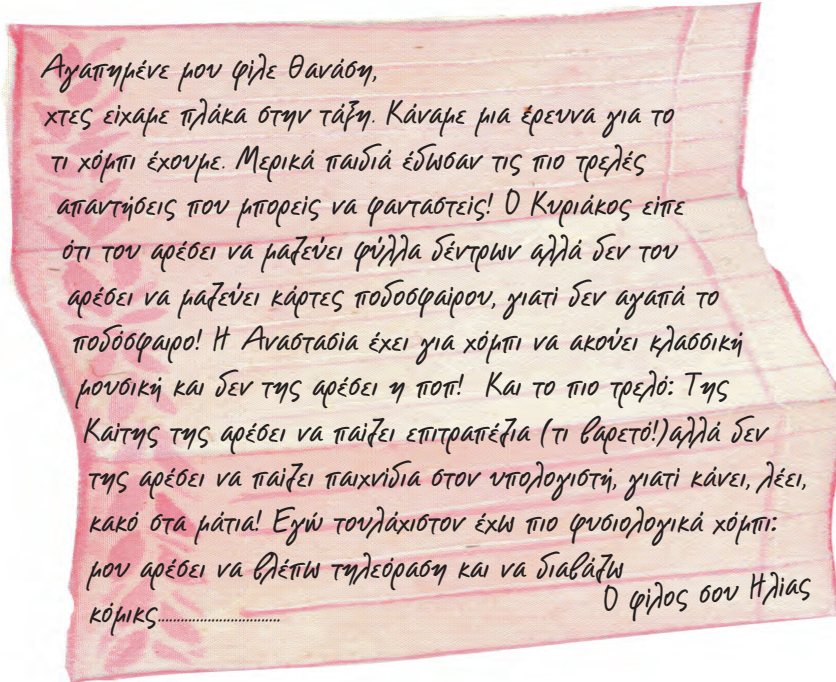 Αγαπημένε μου φίλε Θανάση,
χτες είχαμε πλάκα στην τάξη. Κάναμε μια έρευνα για το
τι χόμπι έχουμε. Μερικά παιδιά έδωσαν τις πιο τρελές
απαντήσεις που μπορείς να φανταστείς! Ο Κυριάκος είπε
ότι του αρέσει να μαζεύει φύλλα δέντρων αλλά δεν του
αρέσει να μαζεύει κάρτες ποδοσφαίρου, γιατί δεν αγαπά το
ποδόσφαιρο! Η Αναστασία έχει για χόμπι να ακούει κλασσική
μουσική και δεν της αρέσει η ποπ! Και το πιο τρελό: Της
Καίτης της αρέσει να παίζει επιτραπέζια (τι βαρετό!) αλλά δεν
της αρέσει να παίζει παιχνίδια στον υπολογιστή, γιατί κάνει, λέει,
κακό στα μάτια! Εγώ τουλάχιστον έχω πιο φυσιολογικά χόμπι:
μου αρέσει να βλέπω τηλεόραση και να διαβάζω
κόμικς...............................
Ο φίλος σου Ηλίας